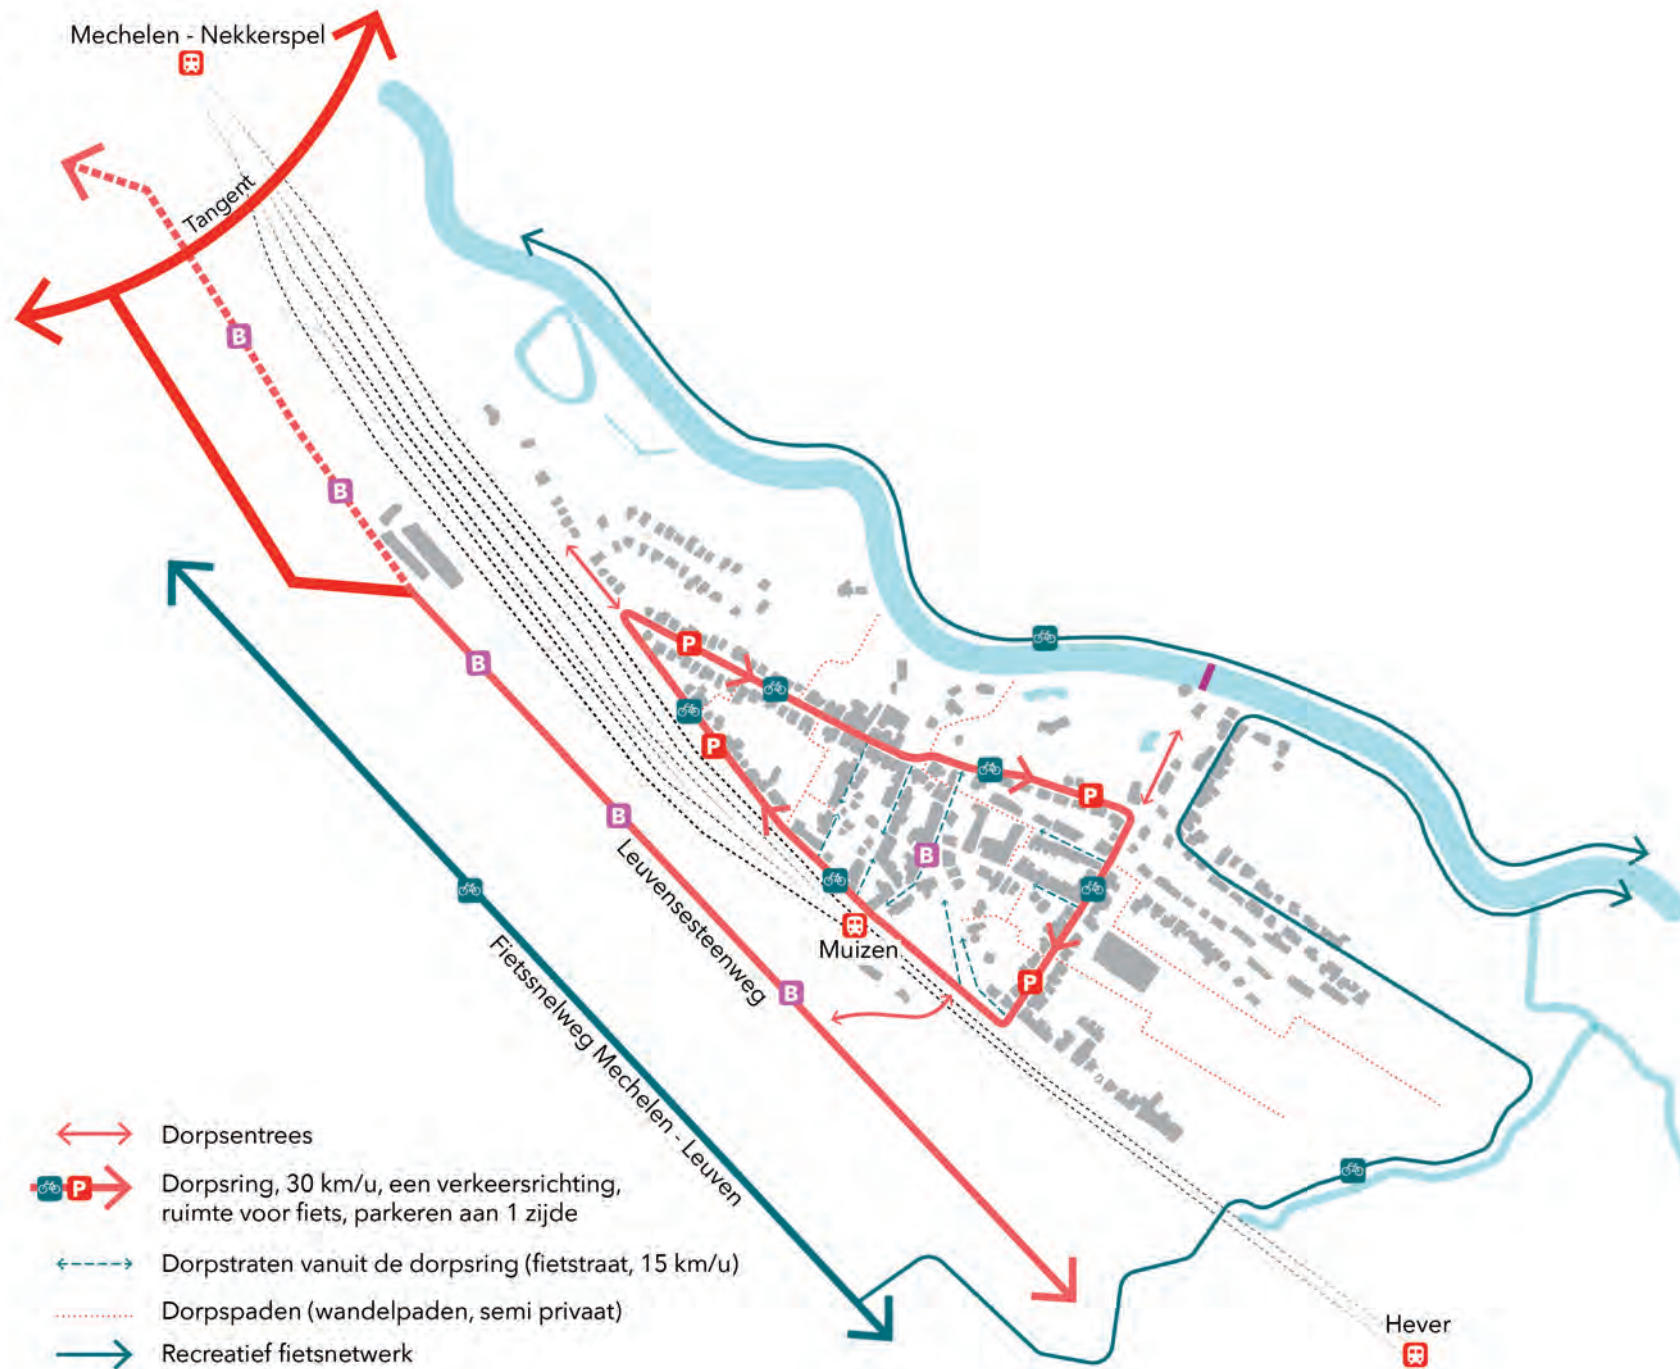 Mechelen - Nekkerspel
Tangent
B
B
B
P
P
B
P
B
Leuvensesteenweg
Muizen
P
B
Fietssnelweg Mechelen - Leuven
Dorpsentrees
P
Dorpsring, 30 km/u, een verkeersrichting,
ruimte voor fiets, parkeren aan 1 zijde
Dorpstraten vanuit de dorpsring (fietstraat, 15 km/u)
Dorpspaden (wandelpaden, semi privaat)
Recreatief fietsnetwerk
Hever